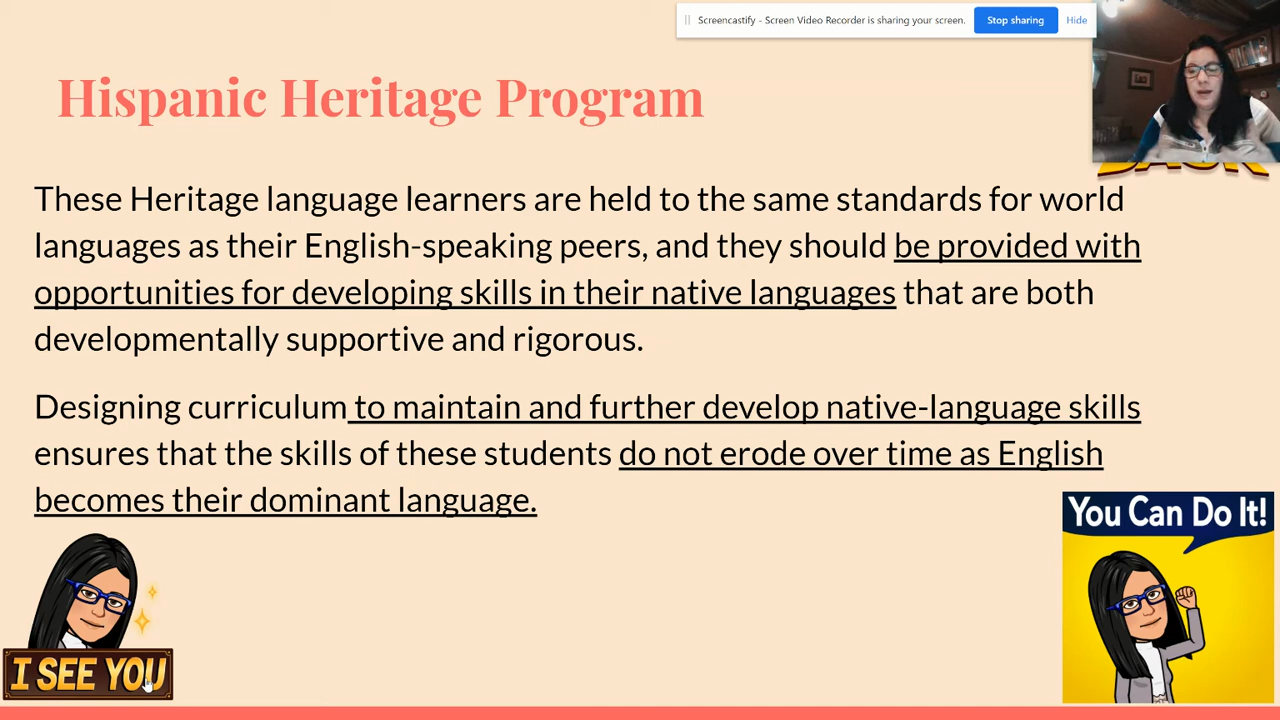 Screencastify - Screen Video Recorder is sharing your screen. Stop sharing Hide
Hispanic Heritage Program
These Heritage language learners are held to the same standards for world
languages as their English-speaking peers, and they should be provided with
opportunities for developing skills in their native languages that are both
developmentally supportive and rigorous.
Designing curriculum to maintain and further develop native-language skills
ensures that the skills of these students do not erode over time as English
becomes their dominant language.
You Can Do It!
I SEE YOU